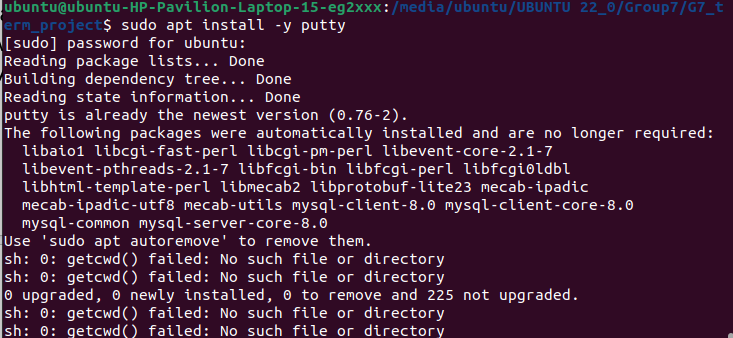 ubuntu@ubuntu-HP-Pavilion-Laptop-15-eg2xxx:/media/ubuntu/UBUNTU 22_0/Group7/G7_t
erm_project$ sudo apt install -y putty
[sudo] password for ubuntu:
Reading package lists... Done
Building dependency tree... Done
Reading state information... Done
putty is already the newest version (0.76-2).
The following packages were automatically installed and are no longer required:
  libaio1 libcgi-fast-perl libcgi-pm-perl libevent-core-2.1-7
  libevent-pthreads-2.1-7 libfcgi-bin libfcgi-perl libfcgi0ldbl
  libhtml-template-perl libmecab2 libprotobuf-lite23 mecab-ipadic
  mecab-ipadic-utf8 mecab-utils mysql-client-8.0 mysql-client-core-8.0
  mysql-common mysql-server-core-8.0
Use 'sudo apt autoremove' to remove them.
sh: 0: getcwd() failed: No such file or directory
sh: 0: getcwd() failed: No such file or directory
0 upgraded, 0 newly installed, 0 to remove and 225 not upgraded.
sh: 0: getcwd() failed: No such file or directory
sh: 0: getcwd() failed: No such file or directory